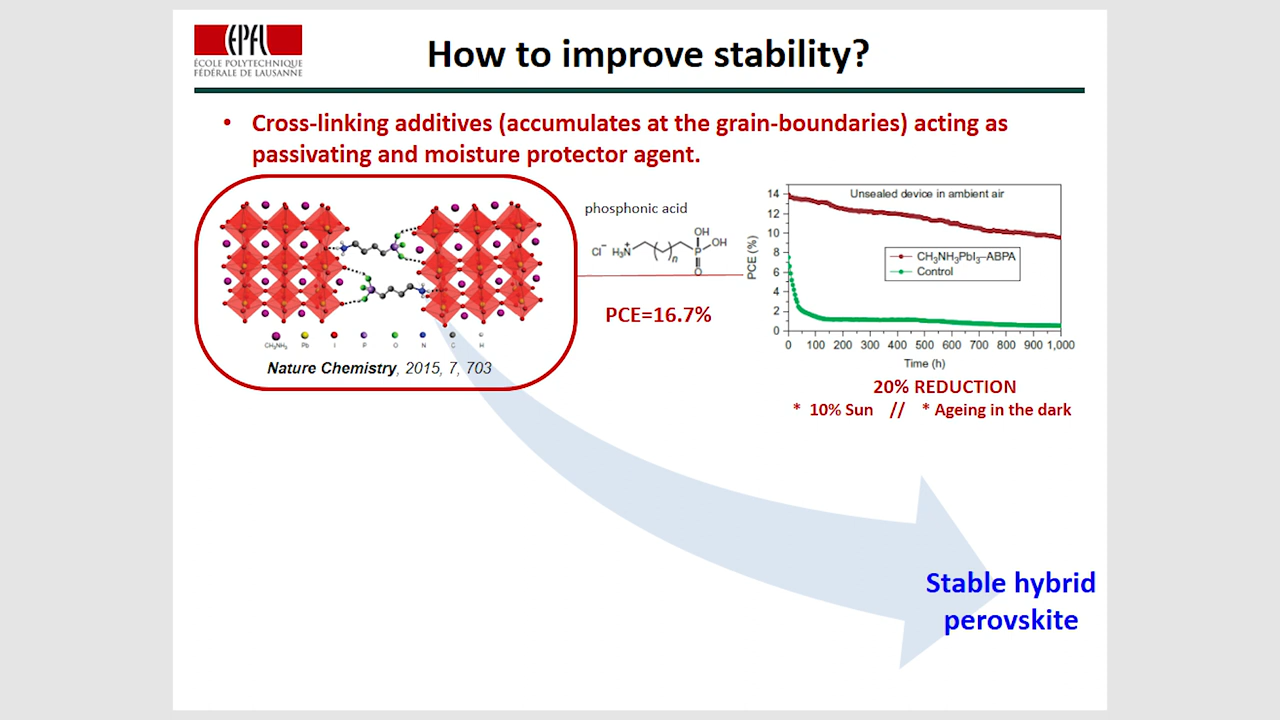 EPFL
ÉCOLE POLYTECHNIQUE
FÉDÉRALE DE LAUSANNE
How to improve stability?
• Cross-linking additives (accumulates at the grain-boundaries) acting as
passivating and moisture protector agent.
CH3NH3 Pb I P O N C H
Nature Chemistry, 2015, 7, 703
phosphonic acid
Cl⁻ H₃N⁺ ( )n P OH OH O
PCE=16.7%
Unsealed device in ambient air
PCE (%)
14
12
10
8
6
4
2
0
CH₃NH₃PbI₃–ABPA
Control
0 100 200 300 400 500 600 700 800 900 1,000
Time (h)
20% REDUCTION
* 10% Sun // * Ageing in the dark
Stable hybrid
perovskite